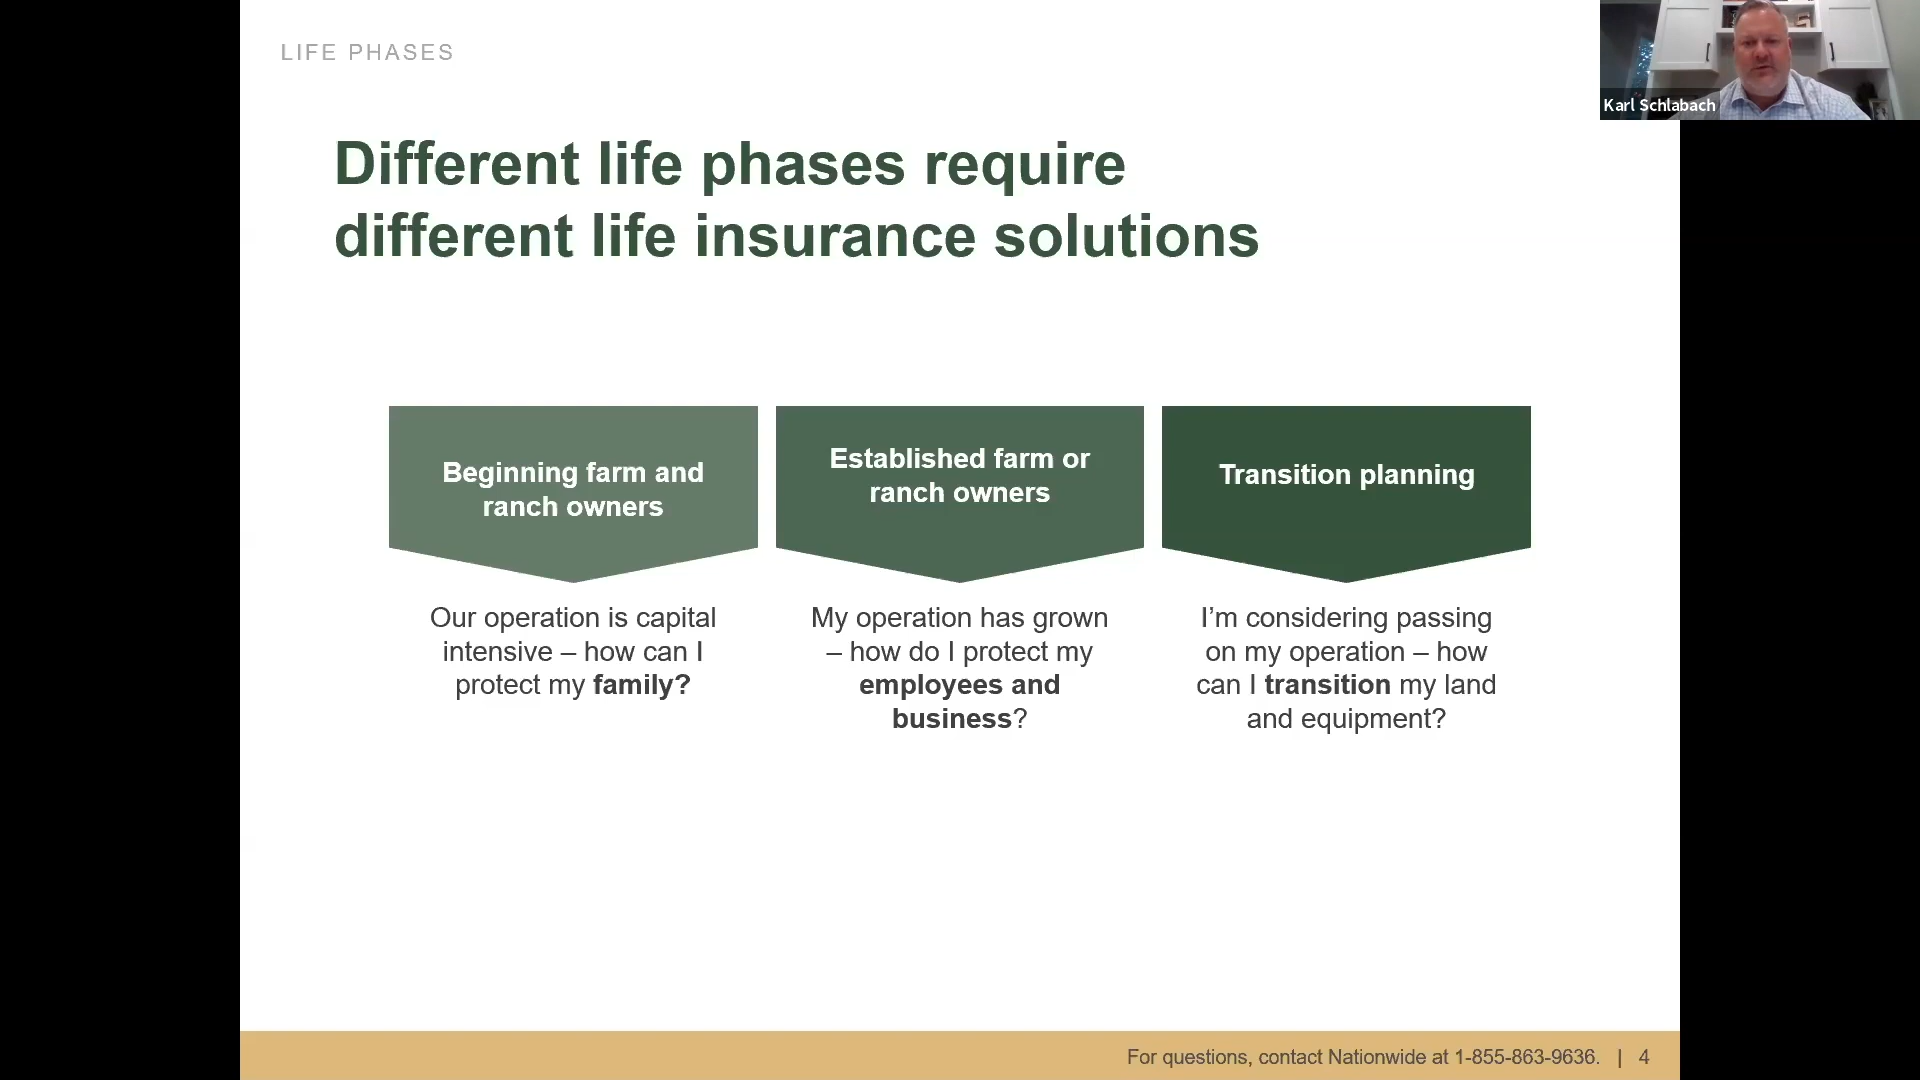 LIFE PHASES
Karl Schlabach
Different life phases require
different life insurance solutions
Beginning farm and
ranch owners
Our operation is capital
intensive – how can I
protect my family?
Established farm or
ranch owners
My operation has grown
– how do I protect my
employees and
business?
Transition planning
I’m considering passing
on my operation – how
can I transition my land
and equipment?
For questions, contact Nationwide at 1-855-863-9636. | 4